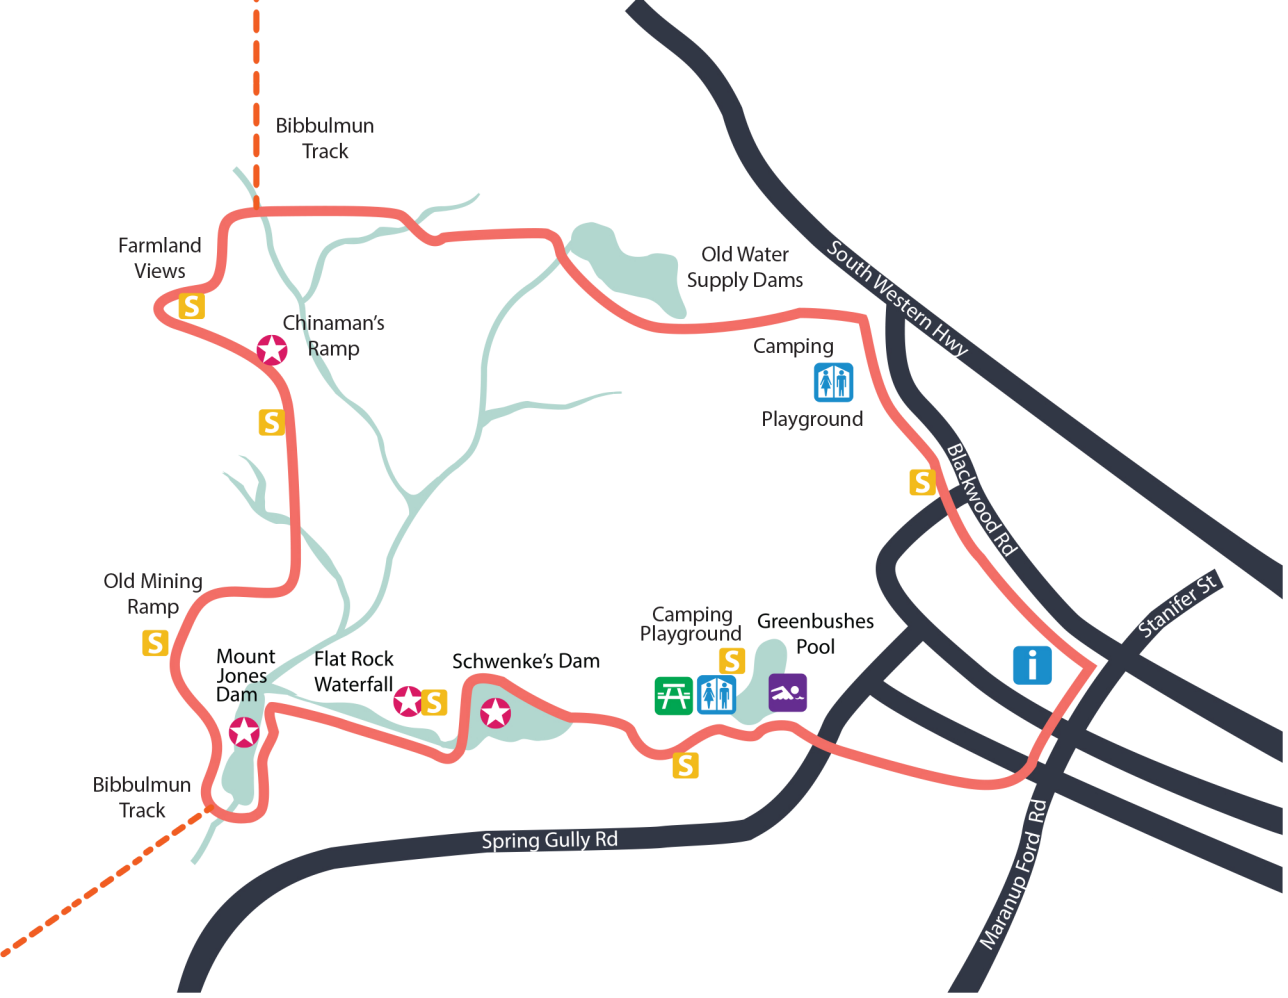 Bibbulmun
Track
Farmland
Views
S
Chinaman's
Ramp
S
Old Water
Supply Dams
South Western Hwy
Camping
Playground
S
Blackwood Rd
Stanifer St
Old Mining
Ramp
S
Mount
Jones
Dam
Flat Rock
Waterfall
S
Schwenke's Dam
Camping
Playground
S
Greenbushes
Pool
i
S
Bibbulmun
Track
Spring Gully Rd
Maranup Ford Rd